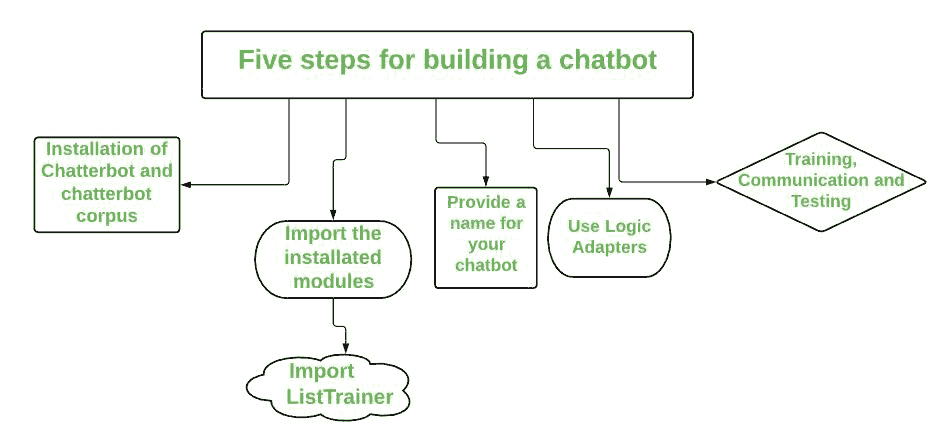 Five steps for building a chatbot
Installation of
Chatterbot and
chatterbot
corpus
Import the
installated
modules
Import
ListTrainer
Provide a
name for
your
chatbot
Use Logic
Adapters
Training,
Communication and
Testing